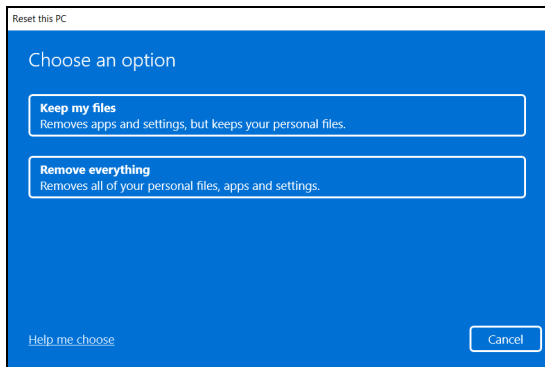 Reset this PC
Choose an option
Keep my files
Removes apps and settings, but keeps your personal files.
Remove everything
Removes all of your personal files, apps and settings.
Help me choose
Cancel